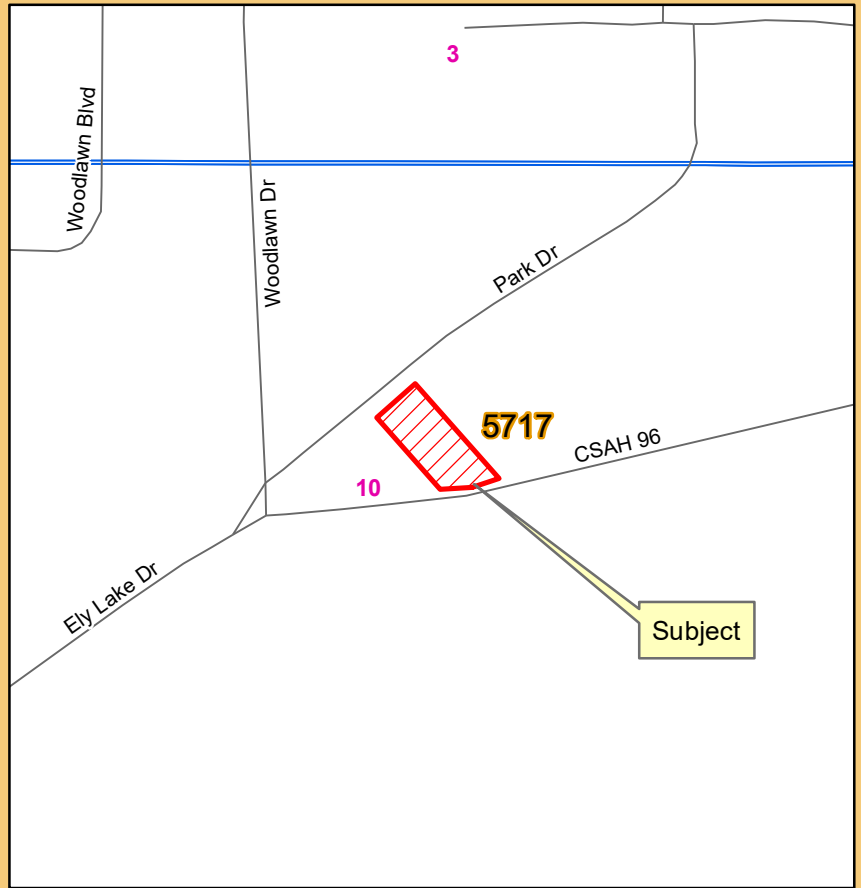 3
Woodlawn Blvd
Woodlawn Dr
Park Dr
5717
CSAH 96
10
Ely Lake Dr
Subject